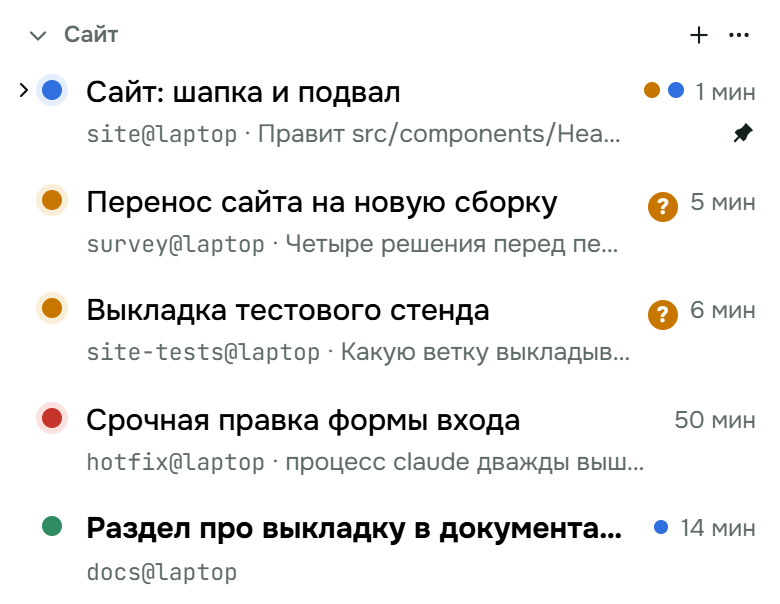 Сайт
Сайт: шапка и подвал 1 мин
site@laptop · Правит src/components/Hea...
Перенос сайта на новую сборку ? 5 мин
survey@laptop · Четыре решения перед пе...
Выкладка тестового стенда ? 6 мин
site-tests@laptop · Какую ветку выкладыв...
Срочная правка формы входа 50 мин
hotfix@laptop · процесс claude дважды выш...
Раздел про выкладку в документа... 14 мин
docs@laptop